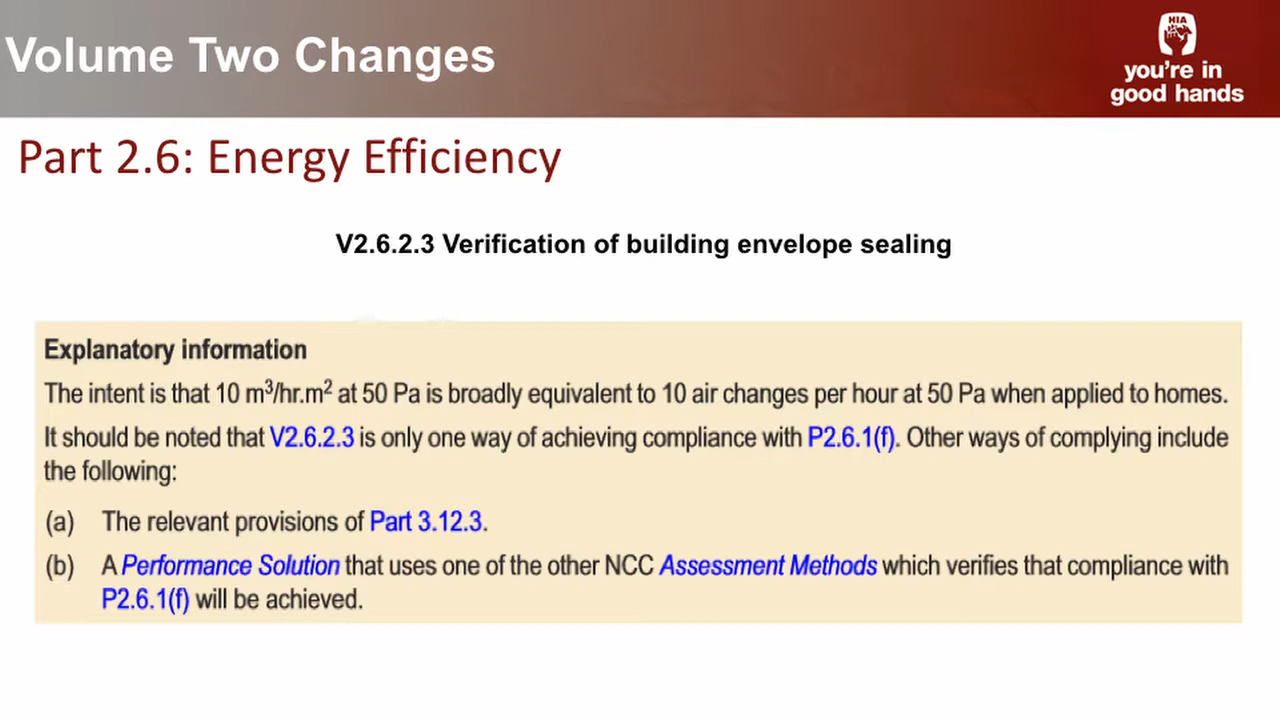 Volume Two Changes
HIA
you're in
good hands
Part 2.6: Energy Efficiency
V2.6.2.3 Verification of building envelope sealing
Explanatory information
The intent is that 10 m³/hr.m² at 50 Pa is broadly equivalent to 10 air changes per hour at 50 Pa when applied to homes.
It should be noted that V2.6.2.3 is only one way of achieving compliance with P2.6.1(f). Other ways of complying include
the following:
(a) The relevant provisions of Part 3.12.3.
(b) A Performance Solution that uses one of the other NCC Assessment Methods which verifies that compliance with
P2.6.1(f) will be achieved.